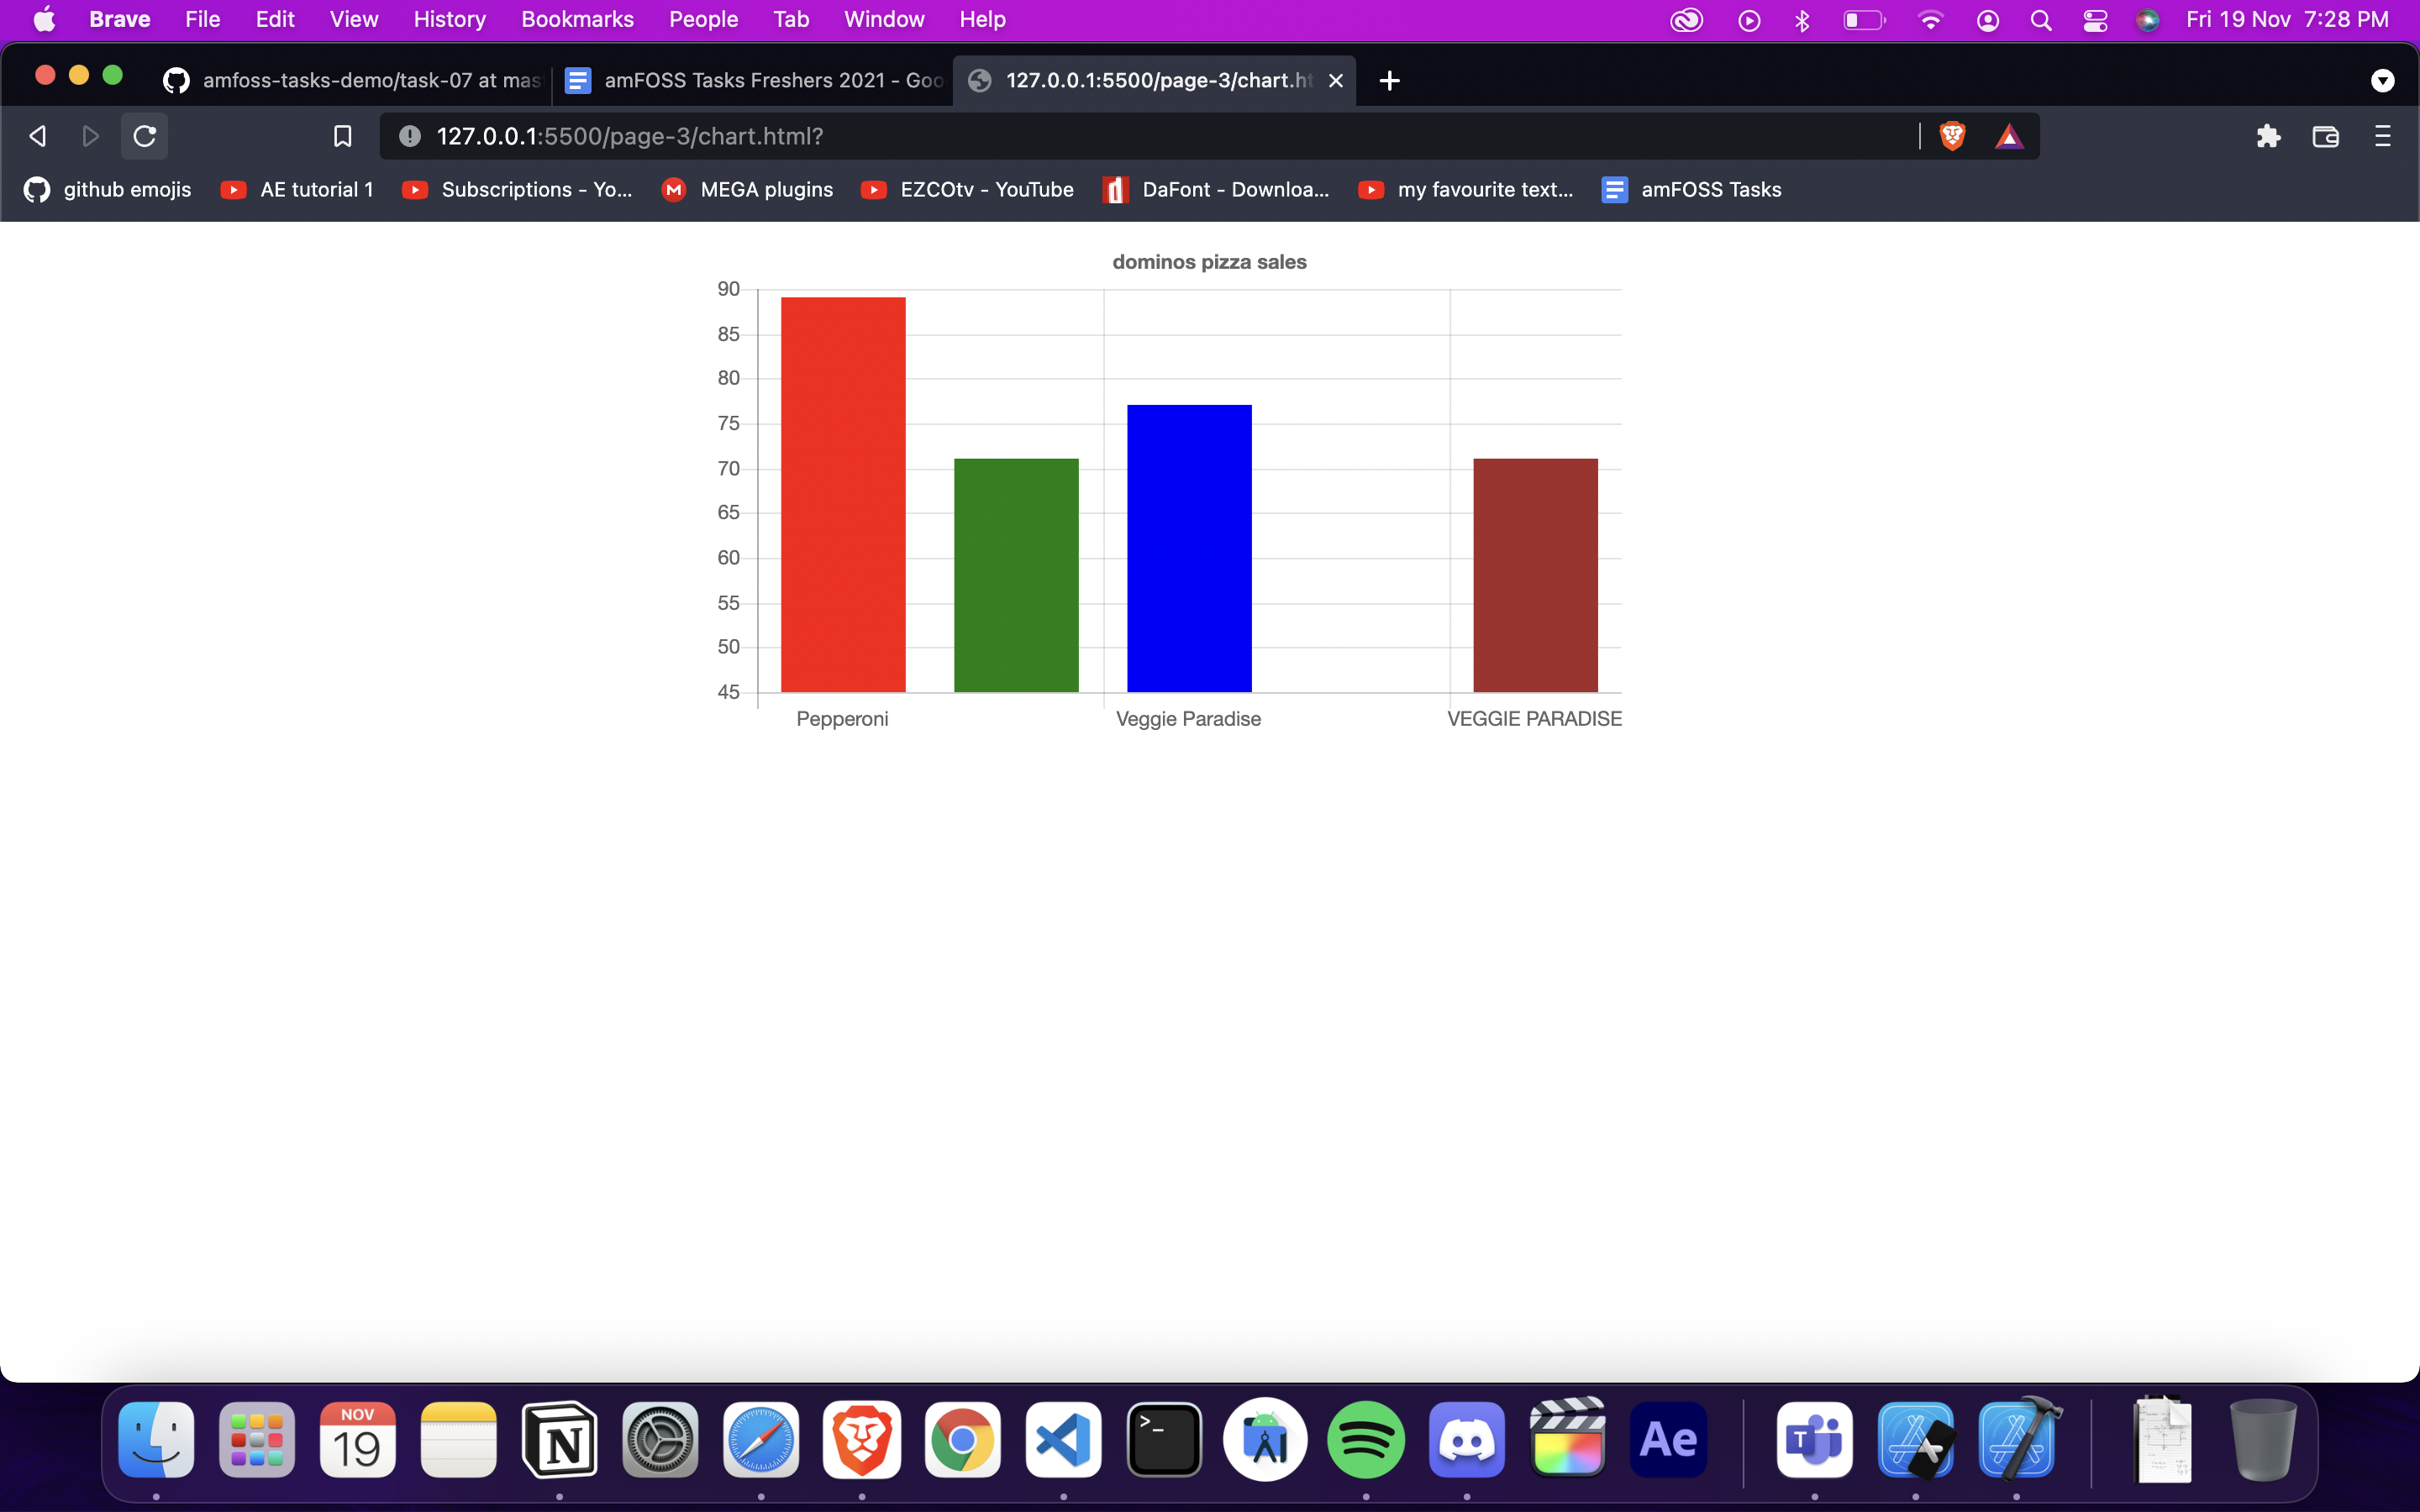 Brave File Edit View History Bookmarks People Tab Window Help Fri 19 Nov 7:28 PM
amfoss-tasks-demo/task-07 at mas amFOSS Tasks Freshers 2021 - Goo 127.0.0.1:5500/page-3/chart.ht
127.0.0.1:5500/page-3/chart.html?
github emojis AE tutorial 1 Subscriptions - Yo... MEGA plugins EZCOtv - YouTube DaFont - Downloa... my favourite text... amFOSS Tasks
dominos pizza sales
90
85
80
75
70
65
60
55
50
45
Pepperoni Veggie Paradise VEGGIE PARADISE
NOV
19
N
>_
Ae
T